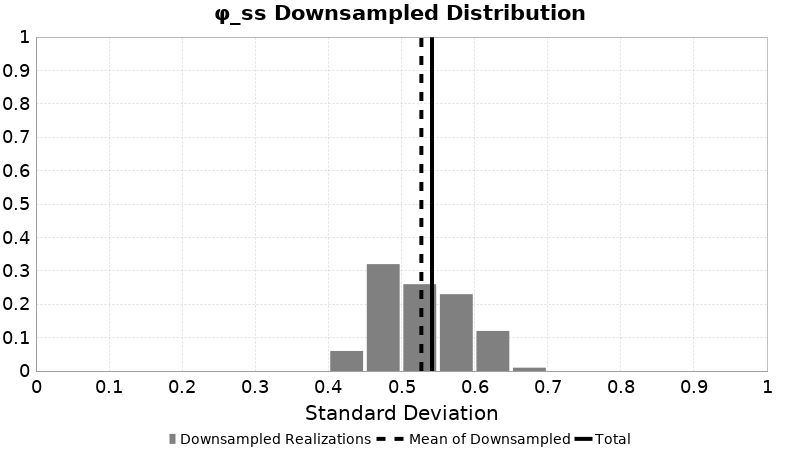 φ_ss Downsampled Distribution
1
0.9
0.8
0.7
0.6
0.5
0.4
0.3
0.2
0.1
0
0 0.1 0.2 0.3 0.4 0.5 0.6 0.7 0.8 0.9 1
Standard Deviation
Downsampled Realizations Mean of Downsampled Total